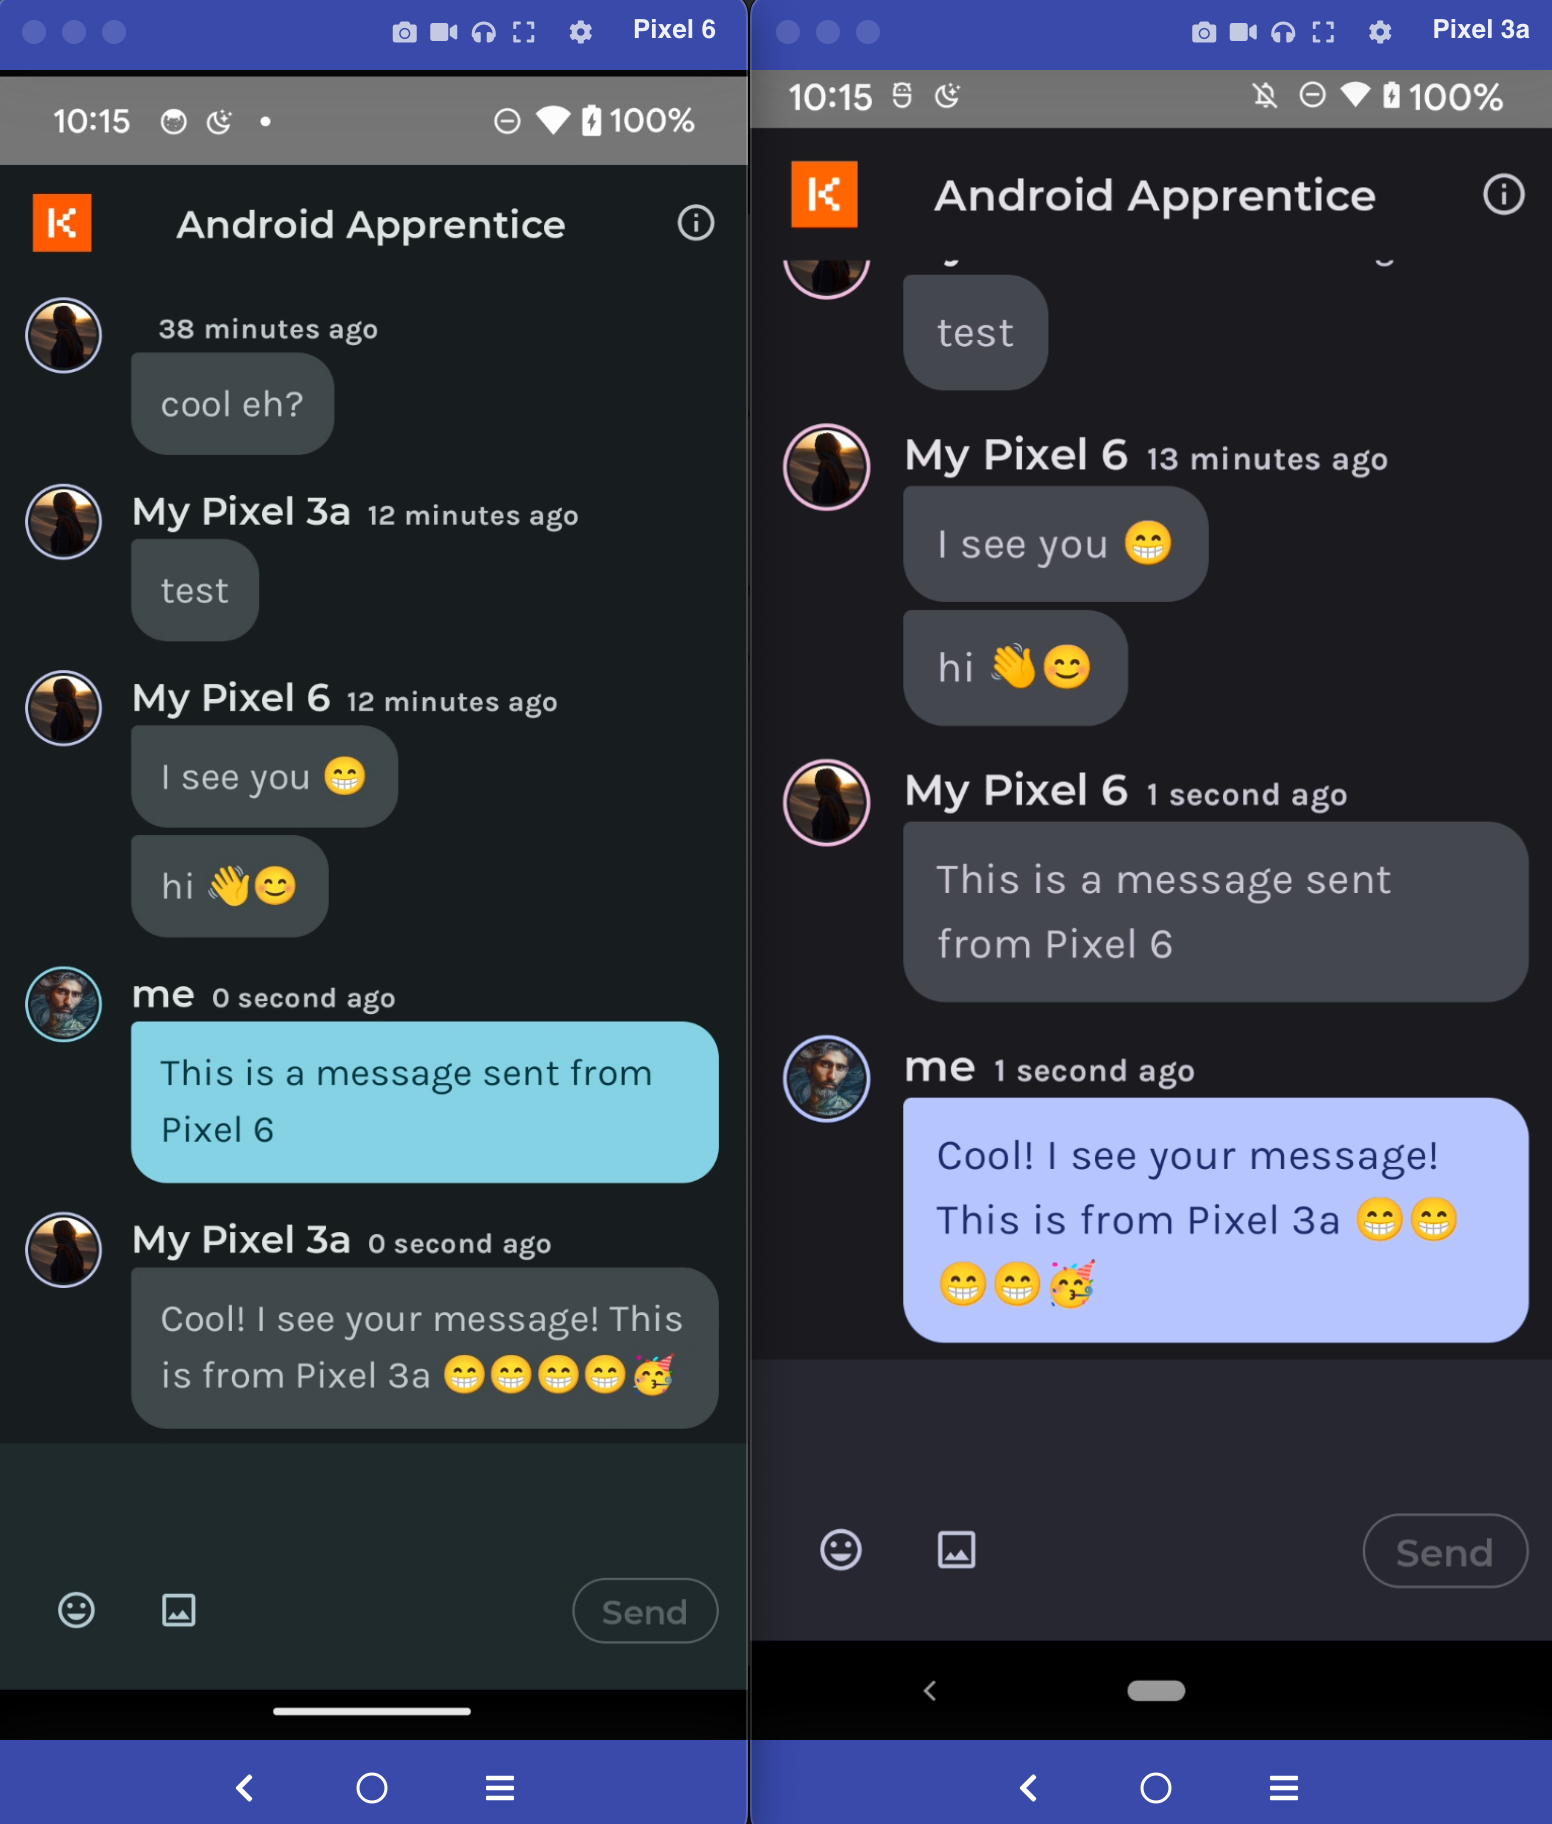 Pixel 6
10:15
100%
K
Android Apprentice
38 minutes ago
cool eh?
My Pixel 3a 12 minutes ago
test
My Pixel 6 12 minutes ago
I see you 😁
hi 👋😊
me 0 second ago
This is a message sent from
Pixel 6
My Pixel 3a 0 second ago
Cool! I see your message! This
is from Pixel 3a 😁😁😁😁🥳
Send
Pixel 3a
10:15
100%
K
Android Apprentice
test
My Pixel 6 13 minutes ago
I see you 😁
hi 👋😊
My Pixel 6 1 second ago
This is a message sent
from Pixel 6
me 1 second ago
Cool! I see your message!
This is from Pixel 3a 😁😁
😁😁🥳
Send